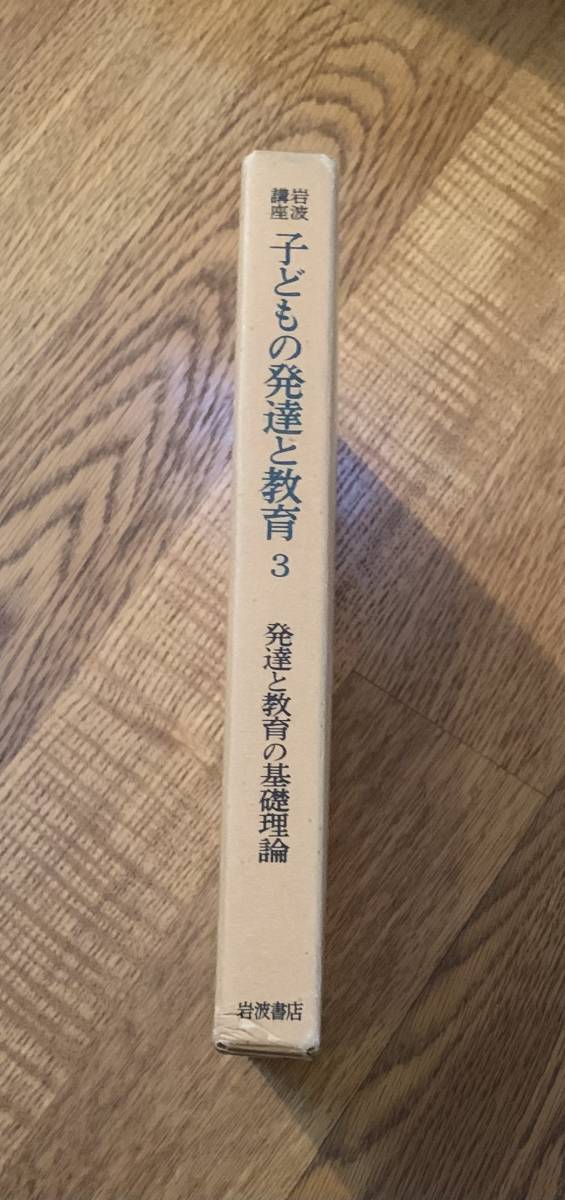 岩波
講座
子どもの発達と教育 3
発達と教育の基礎理論
岩波書店